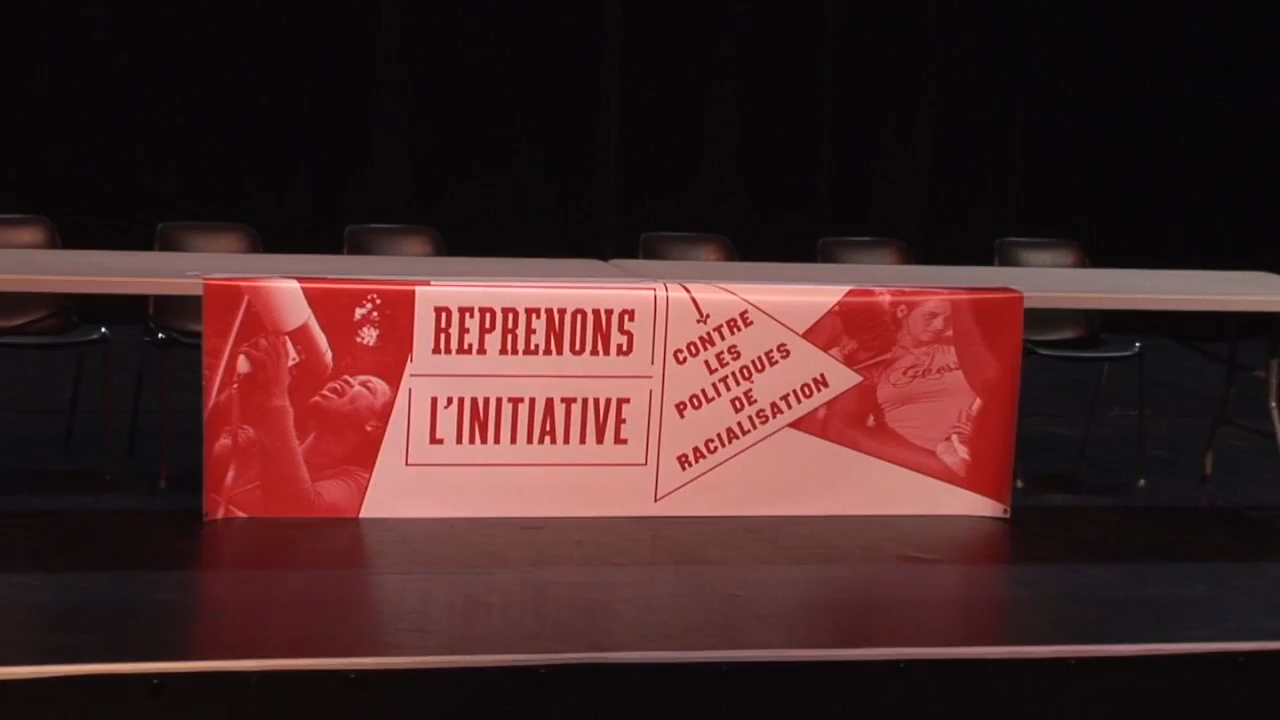 REPRENONS
L'INITIATIVE
CONTRE
LES
POLITIQUES
DE
RACIALISATION